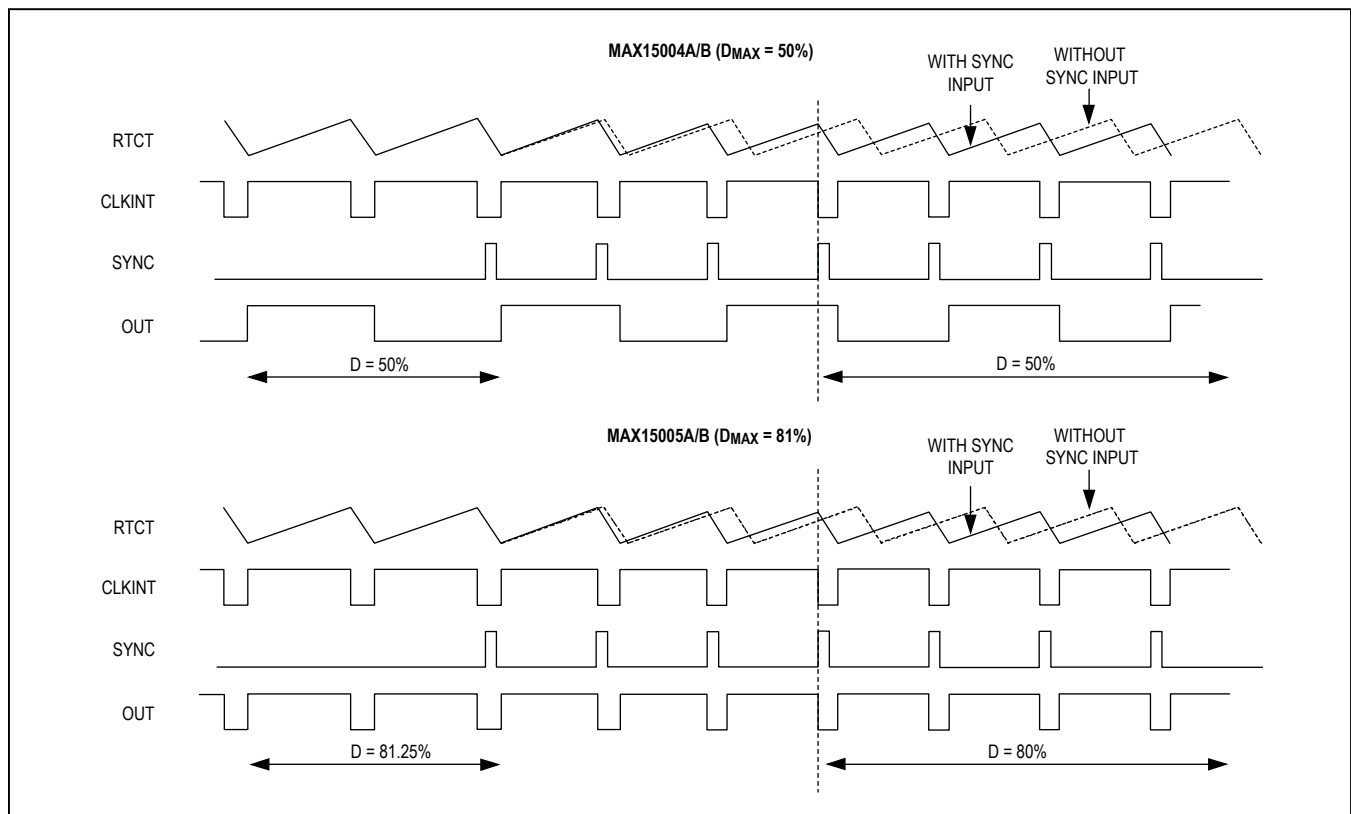 MAX15004A/B (DMAX = 50%)
WITH SYNC
INPUT
WITHOUT
SYNC INPUT
RTCT
CLKINT
SYNC
OUT
D = 50%
D = 50%
MAX15005A/B (DMAX = 81%)
WITH SYNC
INPUT
WITHOUT
SYNC INPUT
RTCT
CLKINT
SYNC
OUT
D = 81.25%
D = 80%